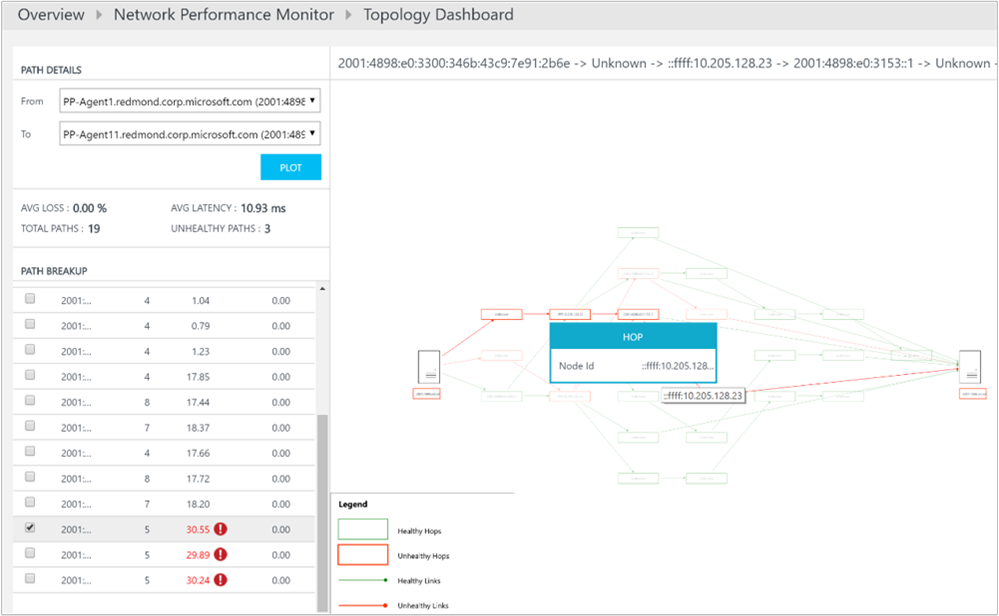 Overview Network Performance Monitor Topology Dashboard
PATH DETAILS
2001:4898:e0:3300:346b:43c9:7e91:2b6e -> Unknown -> ::ffff:10.205.128.23 -> 2001:4898:e0:3153::1 -> Unknown -
From PP-Agent1.redmond.corp.microsoft.com (2001:4898
To PP-Agent11.redmond.corp.microsoft.com (2001:489
PLOT
AVG LOSS : 0.00 % AVG LATENCY : 10.93 ms
TOTAL PATHS : 19 UNHEALTHY PATHS : 3
PATH BREAKUP
2001:... 4 1.04 0.00
2001:... 4 0.79 0.00
2001:... 4 1.23 0.00
2001:... 4 17.85 0.00
2001:... 8 17.44 0.00
2001:... 7 18.37 0.00
2001:... 4 17.66 0.00
2001:... 8 17.72 0.00
2001:... 7 18.20 0.00
2001:... 5 30.55 0.00
2001:... 5 29.89 0.00
2001:... 5 30.24 0.00
HOP
Node Id ::ffff:10.205.128...
::ffff:10.205.128.23
Legend
Healthy Hops
Unhealthy Hops
Healthy Links
Unhealthy Links